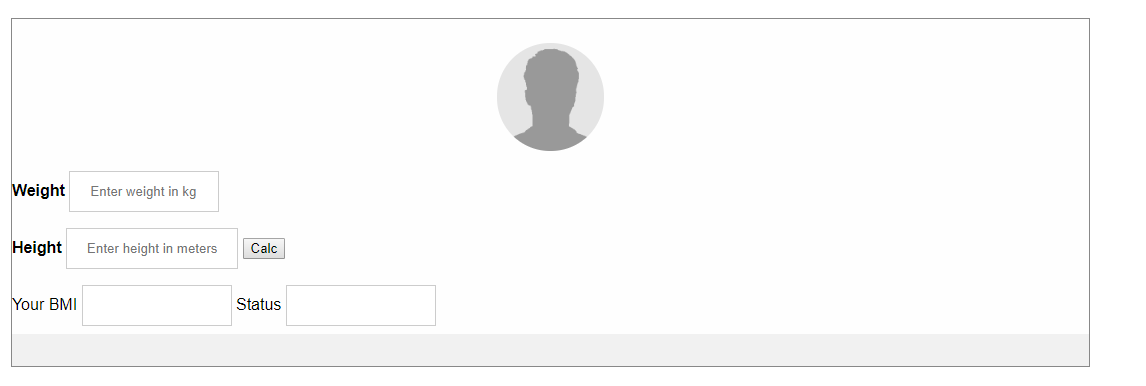 Weight Enter weight in kg
Height Enter height in meters Calc
Your BMI Status